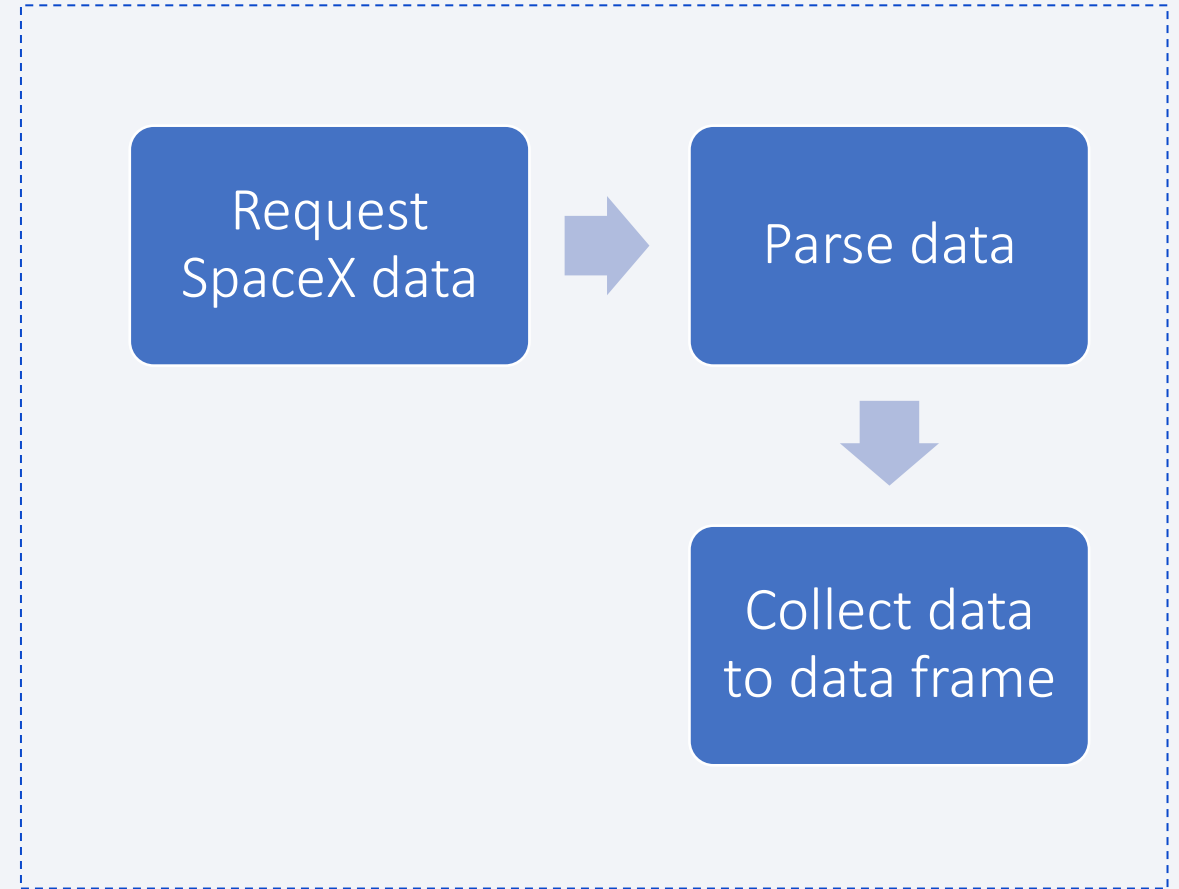 Request
SpaceX data
Parse data
Collect data
to data frame